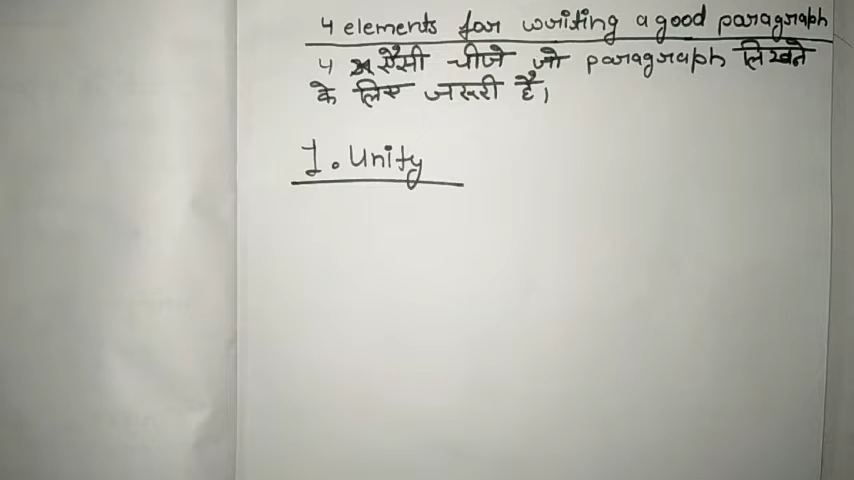 4 elements for writing a good paragraph
4 ऐसी चीजे जो paragraph लिखने
के लिए जरूरी है।
1. Unity